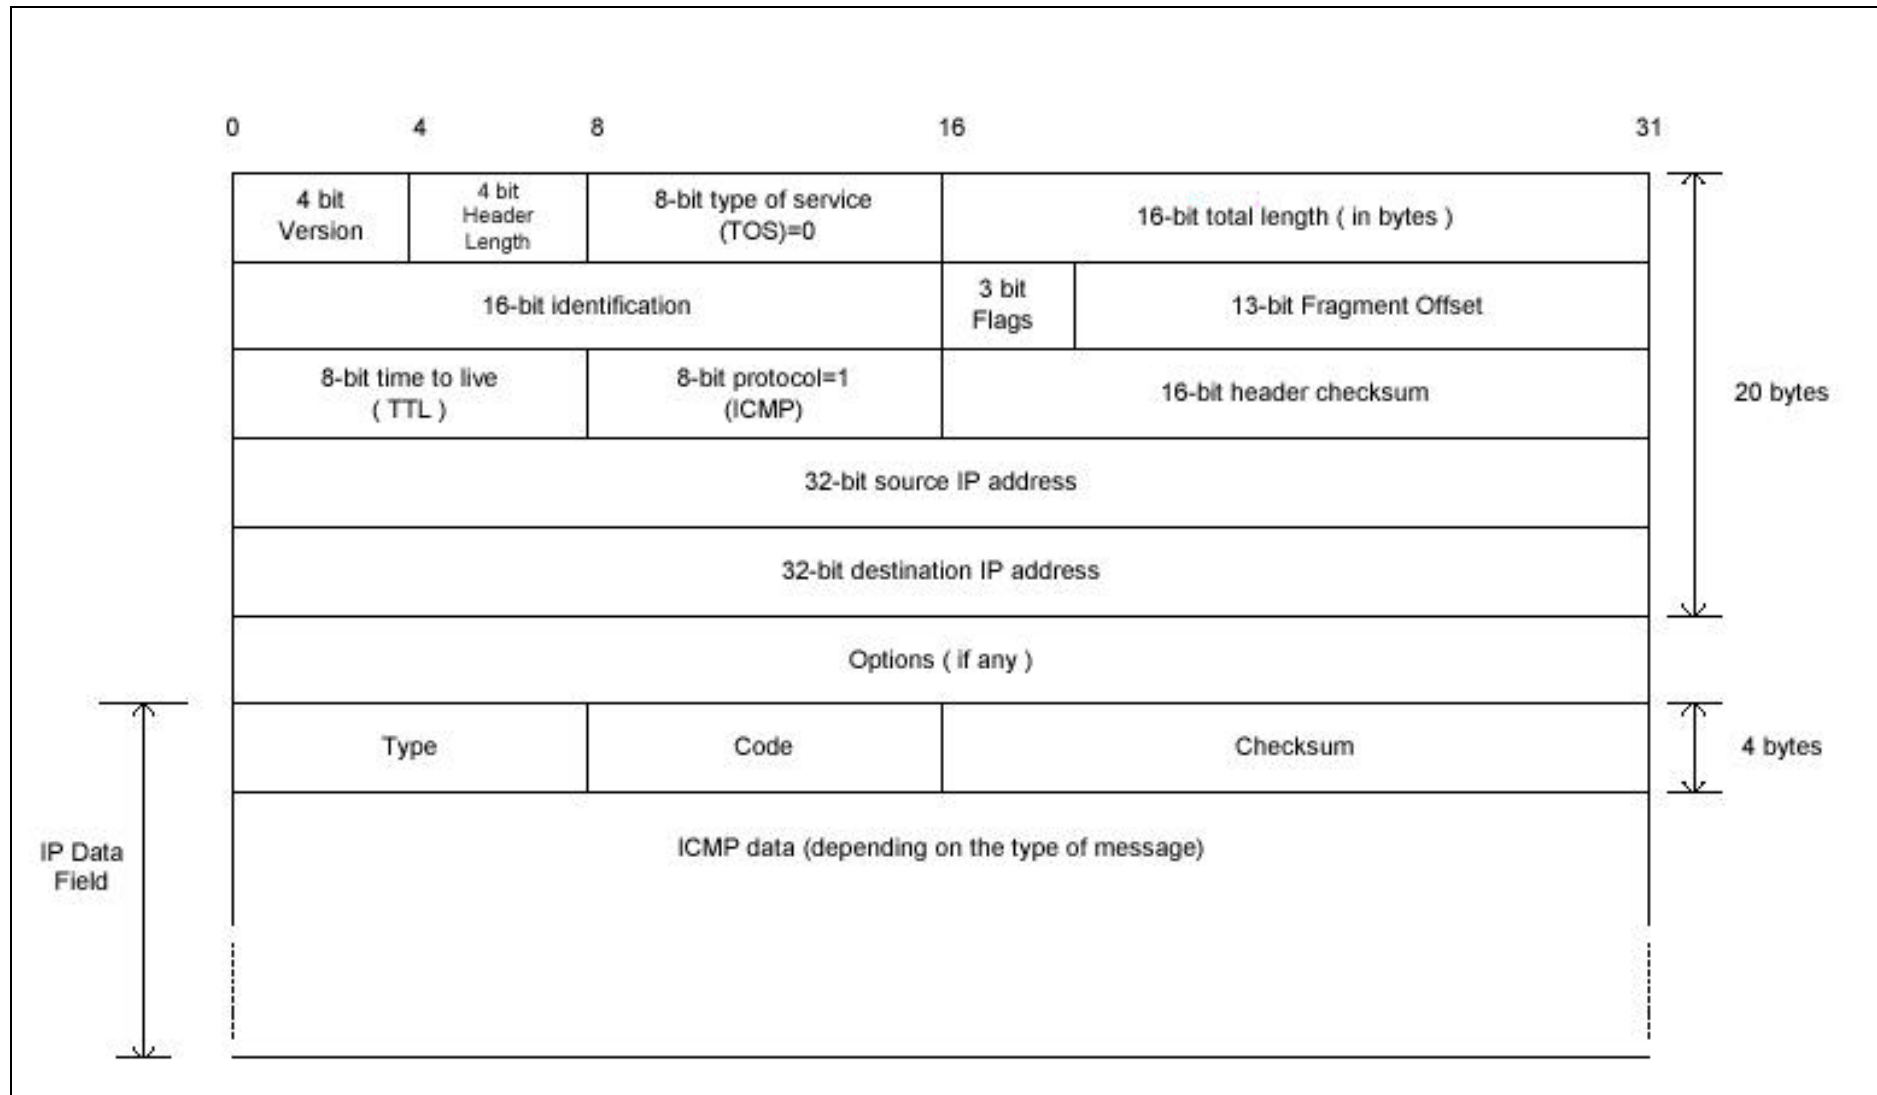 0 4 8 16 31
4 bit
Version
4 bit
Header
Length
8-bit type of service
(TOS)=0
16-bit total length ( in bytes )
16-bit identification
3 bit
Flags
13-bit Fragment Offset
8-bit time to live
( TTL )
8-bit protocol=1
(ICMP)
16-bit header checksum
20 bytes
32-bit source IP address
32-bit destination IP address
Options ( if any )
Type
Code
Checksum
4 bytes
IP Data
Field
ICMP data (depending on the type of message)